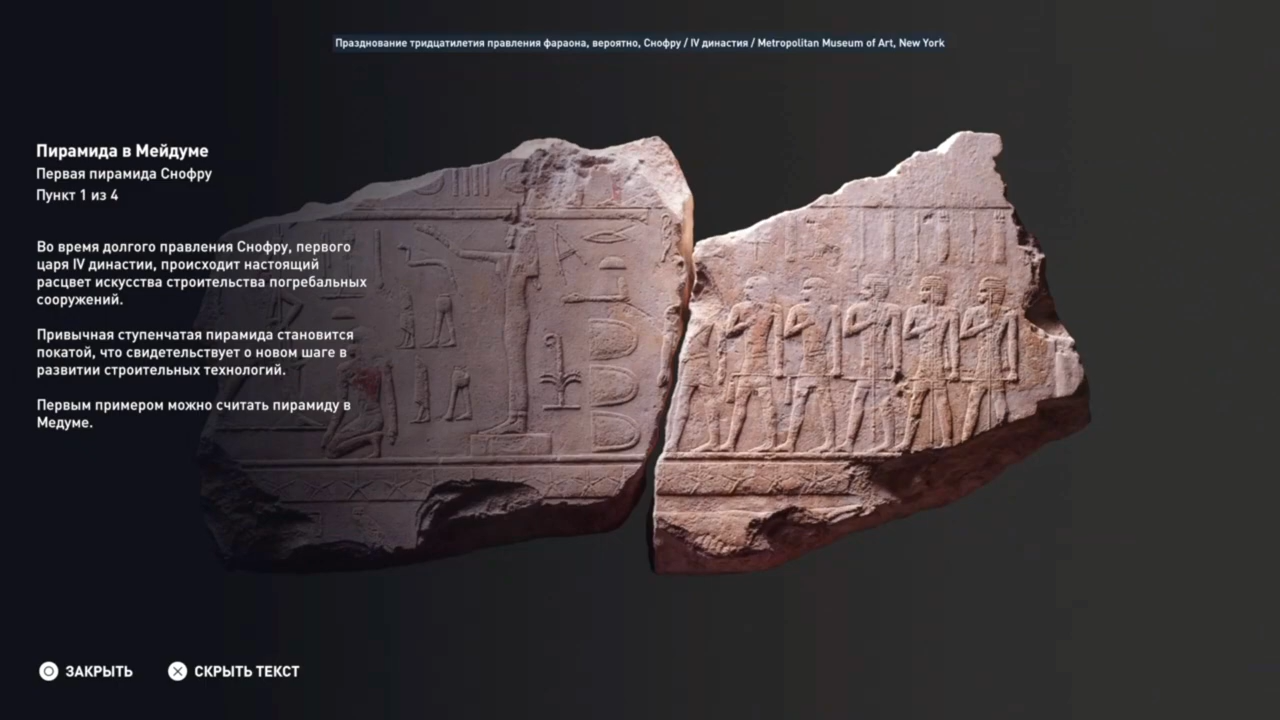 Празднование тридцатилетия правления фараона, вероятно, Снофру / IV династия / Metropolitan Museum of Art, New York
Пирамида в Мейдуме
Первая пирамида Снофру
Пункт 1 из 4
Во время долгого правления Снофру, первого
царя IV династии, происходит настоящий
расцвет искусства строительства погребальных
сооружений.
Привычная ступенчатая пирамида становится
покатой, что свидетельствует о новом шаге в
развитии строительных технологий.
Первым примером можно считать пирамиду в
Медуме.
ЗАКРЫТЬ
СКРЫТЬ ТЕКСТ